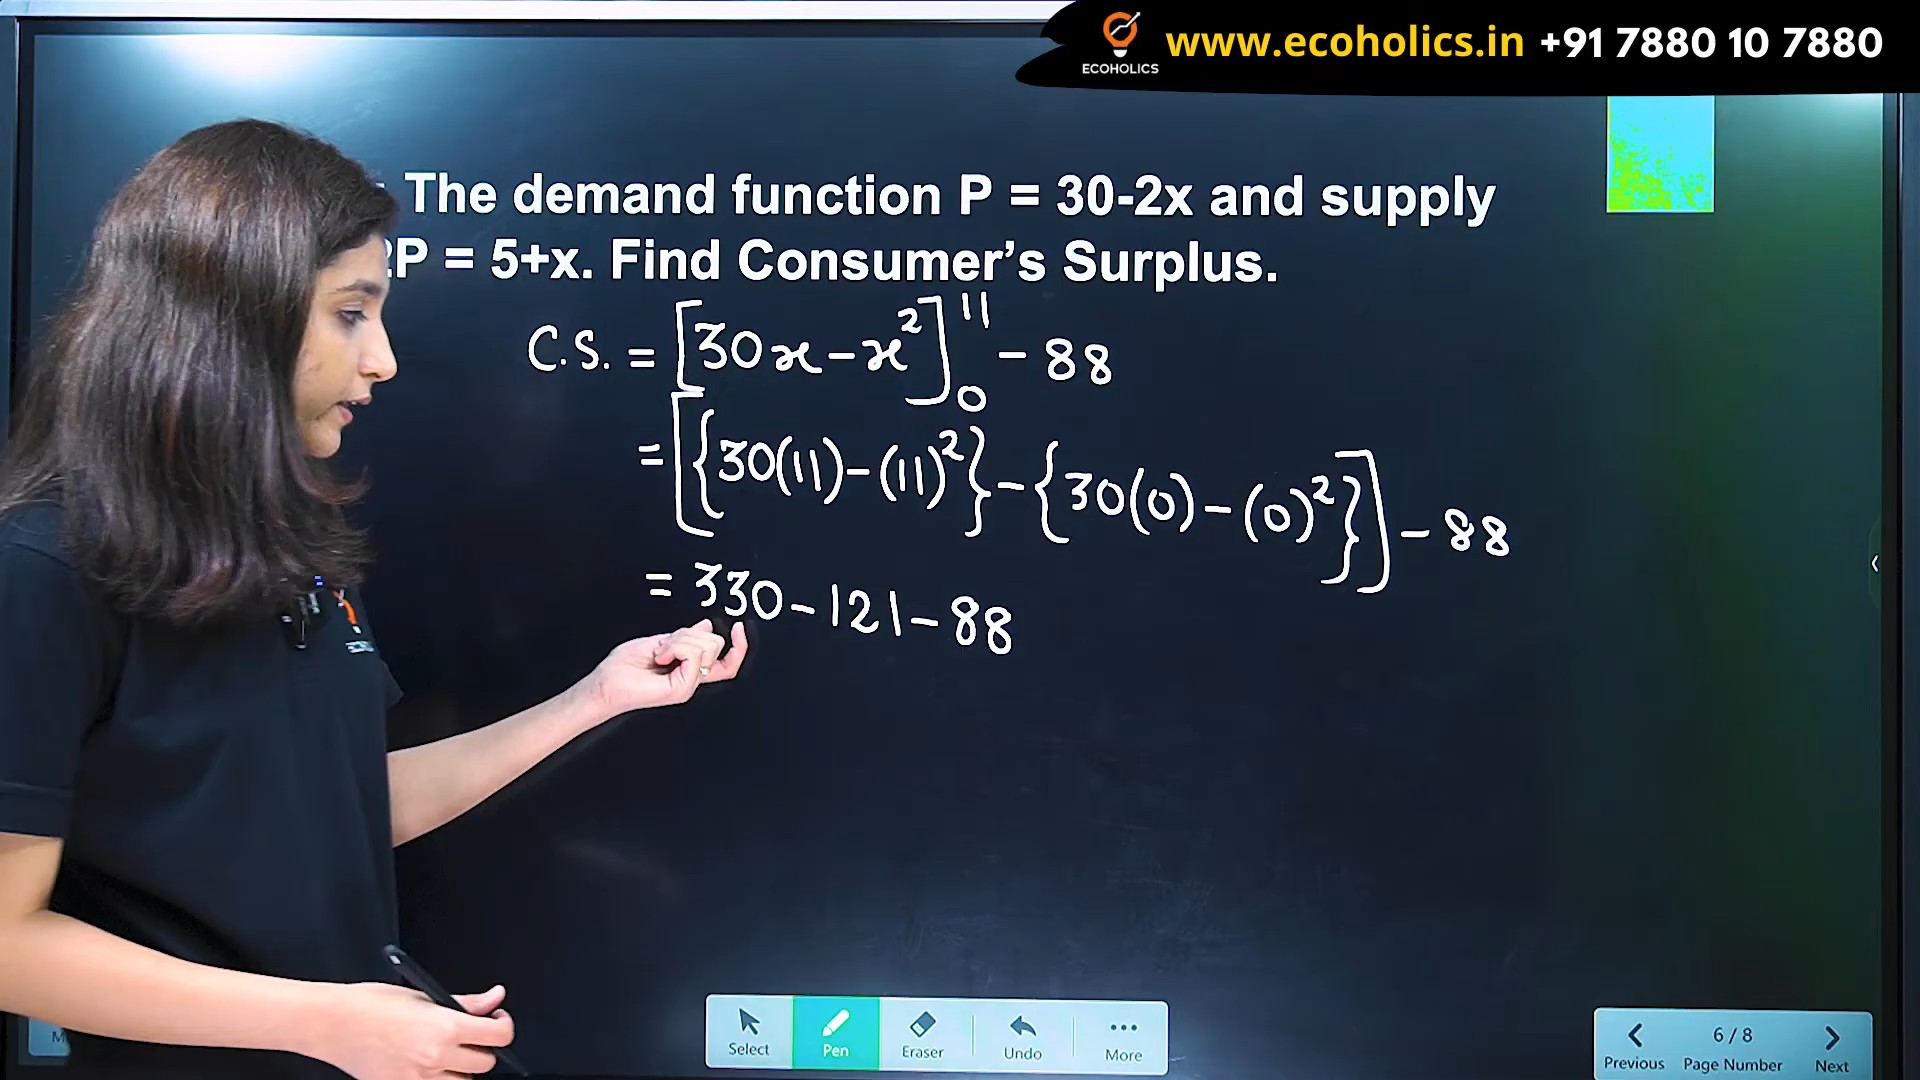 www.ecoholics.in +91 7880 10 7880
ECOHOLICS
The demand function P = 30-2x and supply
2P = 5+x. Find Consumer's Surplus.
C.S. = [30x - x²]₀¹¹ - 88
= [{30(11) - (11)²} - {30(0) - (0)²}] - 88
= 330 - 121 - 88
Select
Pen
Eraser
Undo
More
Previous
6 / 8
Page Number
Next